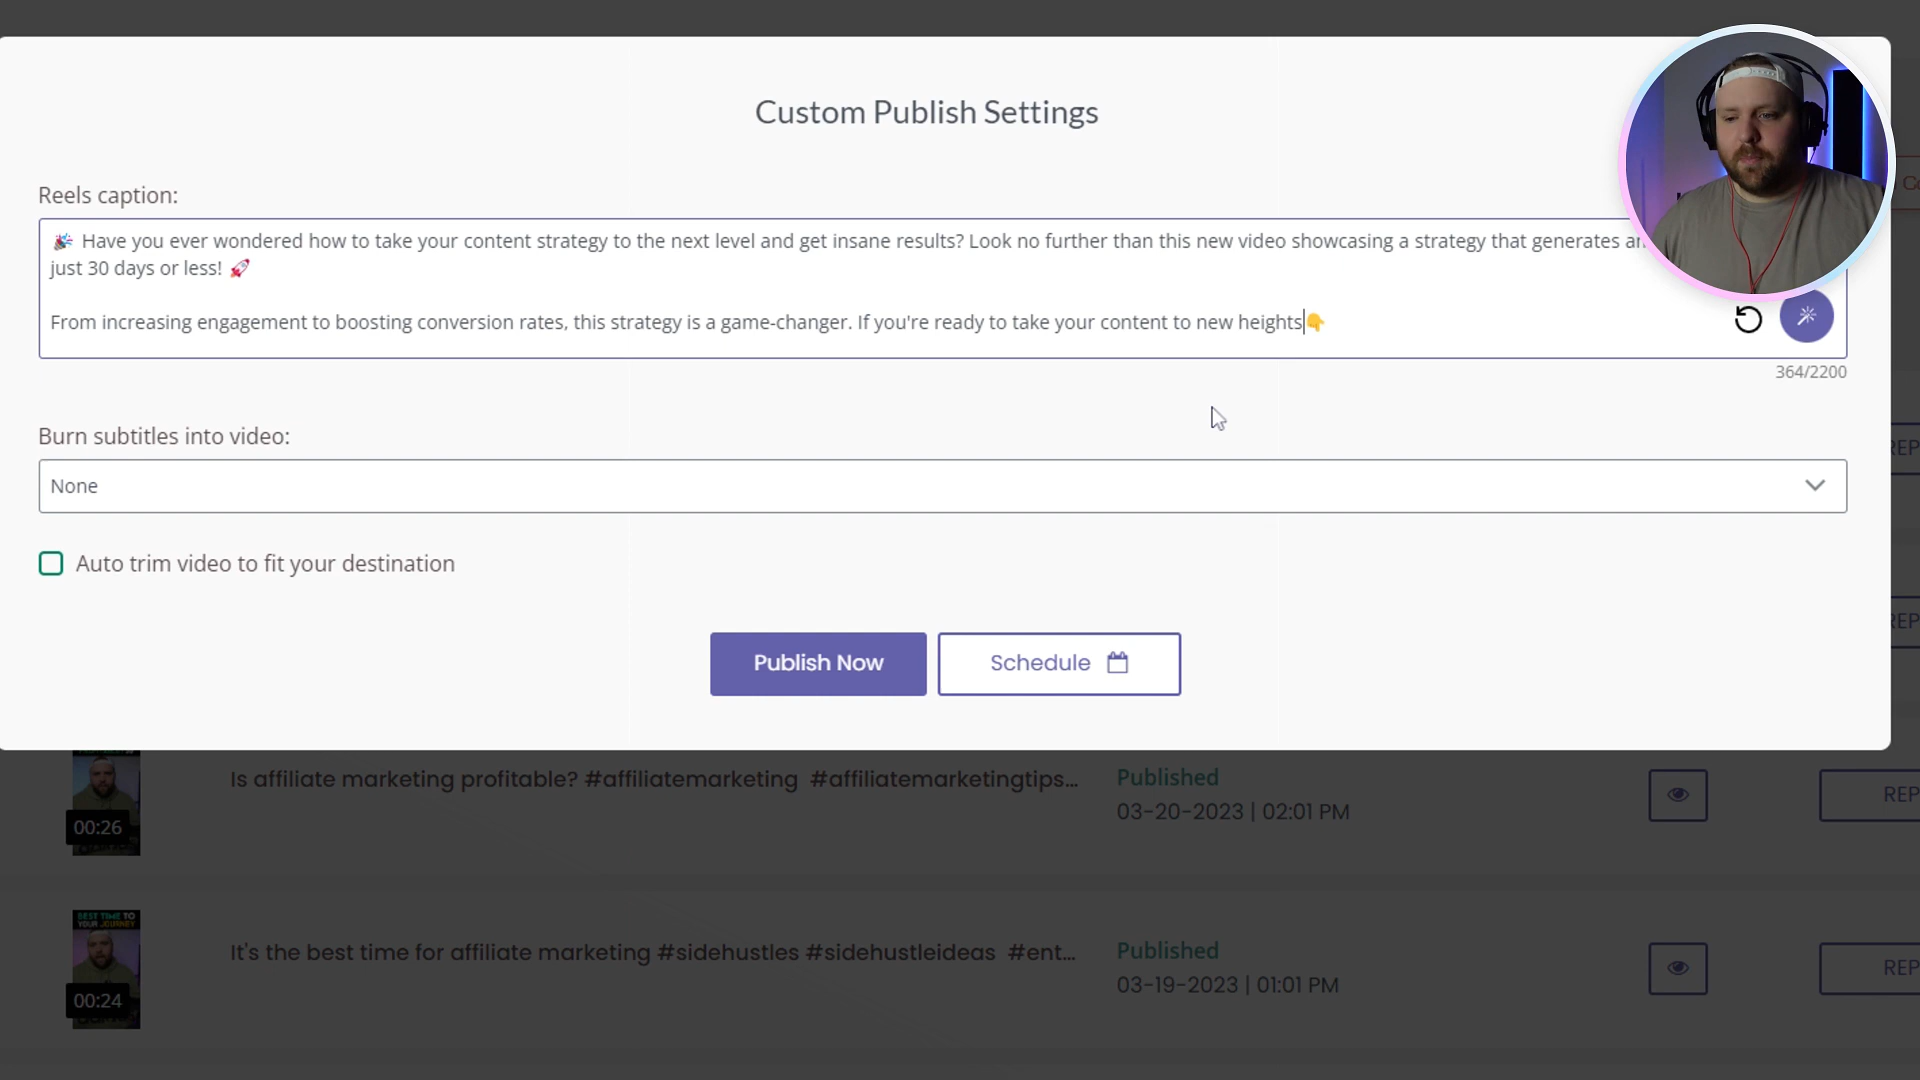 Custom Publish Settings
Reels caption:
🎉 Have you ever wondered how to take your content strategy to the next level and get insane results? Look no further than this new video showcasing a strategy that generates
just 30 days or less! 🚀
From increasing engagement to boosting conversion rates, this strategy is a game-changer. If you're ready to take your content to new heights👇
364/2200
Burn subtitles into video:
None
Auto trim video to fit your destination
Publish Now
Schedule
Is affiliate marketing profitable? #affiliatemarketing #affiliatemarketingtips...
Published
03-20-2023 | 02:01 PM
REP
00:26
BEST TIME TO
YOUR JOURNEY
It's the best time for affiliate marketing #sidehustles #sidehustleideas #ent...
Published
03-19-2023 | 01:01 PM
REP
00:24